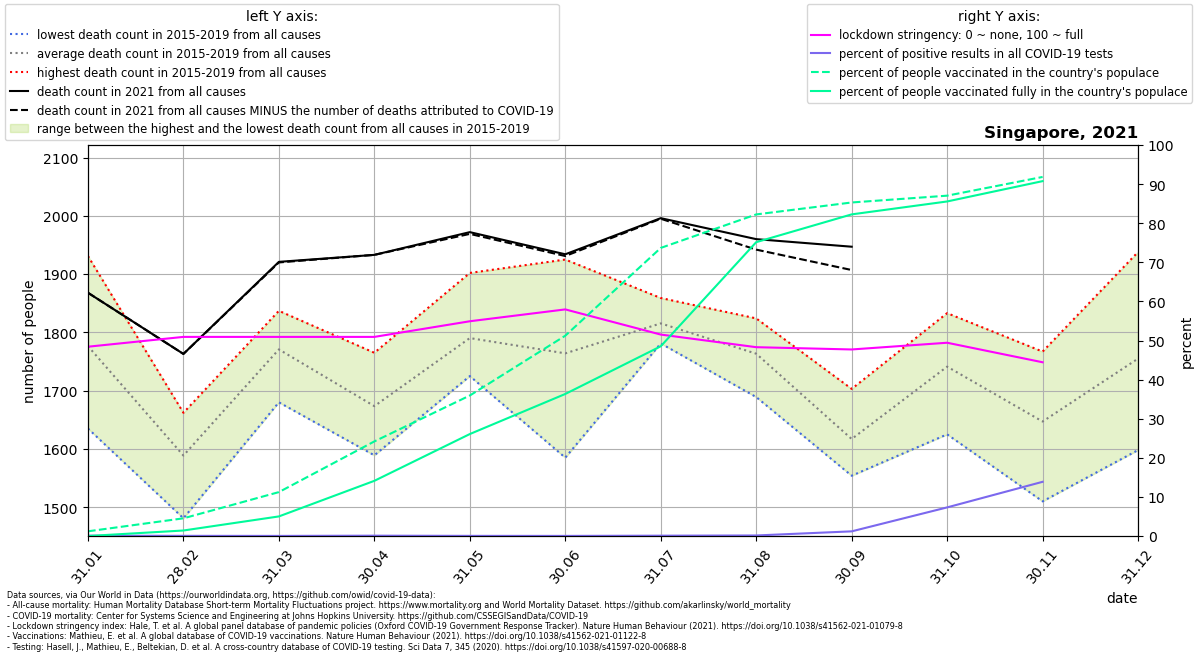 left Y axis:
lowest death count in 2015-2019 from all causes
average death count in 2015-2019 from all causes
highest death count in 2015-2019 from all causes
death count in 2021 from all causes
death count in 2021 from all causes MINUS the number of deaths attributed to COVID-19
range between the highest and the lowest death count from all causes in 2015-2019
right Y axis:
lockdown stringency: 0 ~ none, 100 ~ full
percent of positive results in all COVID-19 tests
percent of people vaccinated in the country's populace
percent of people vaccinated fully in the country's populace
Singapore, 2021
number of people
2100
2000
1900
1800
1700
1600
1500
100
90
80
70
60
50
40
30
20
10
0
percent
31.01
28.02
31.03
30.04
31.05
30.06
31.07
31.08
30.09
31.10
30.11
31.12
date
Data sources, via Our World in Data (https://ourworldindata.org, https://github.com/owid/covid-19-data):
- All-cause mortality: Human Mortality Database Short-term Mortality Fluctuations project. https://www.mortality.org and World Mortality Dataset. https://github.com/akarlinsky/world_mortality
- COVID-19 mortality: Center for Systems Science and Engineering at Johns Hopkins University. https://github.com/CSSEGISandData/COVID-19
- Lockdown stringency index: Hale, T. et al. A global panel database of pandemic policies (Oxford COVID-19 Government Response Tracker). Nature Human Behaviour (2021). https://doi.org/10.1038/s41562-021-01079-8
- Vaccinations: Mathieu, E. et al. A global database of COVID-19 vaccinations. Nature Human Behaviour (2021). https://doi.org/10.1038/s41562-021-01122-8
- Testing: Hasell, J., Mathieu, E., Beltekian, D. et al. A cross-country database of COVID-19 testing. Sci Data 7, 345 (2020). https://doi.org/10.1038/s41597-020-00688-8